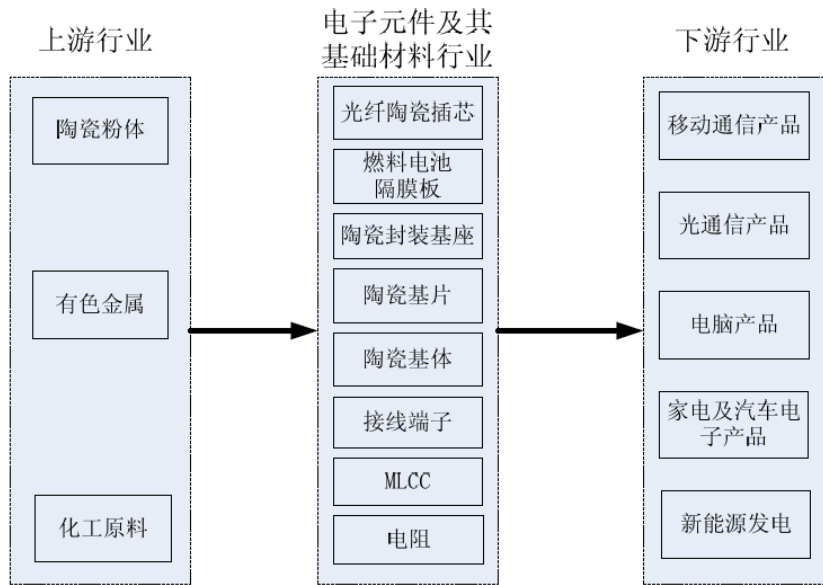 上游行业
陶瓷粉体
有色金属
化工原料
电子元件及其
基础材料行业
光纤陶瓷插芯
燃料电池
隔膜板
陶瓷封装基座
陶瓷基片
陶瓷基体
接线端子
MLCC
电阻
下游行业
移动通信产品
光通信产品
电脑产品
家电及汽车电
子产品
新能源发电